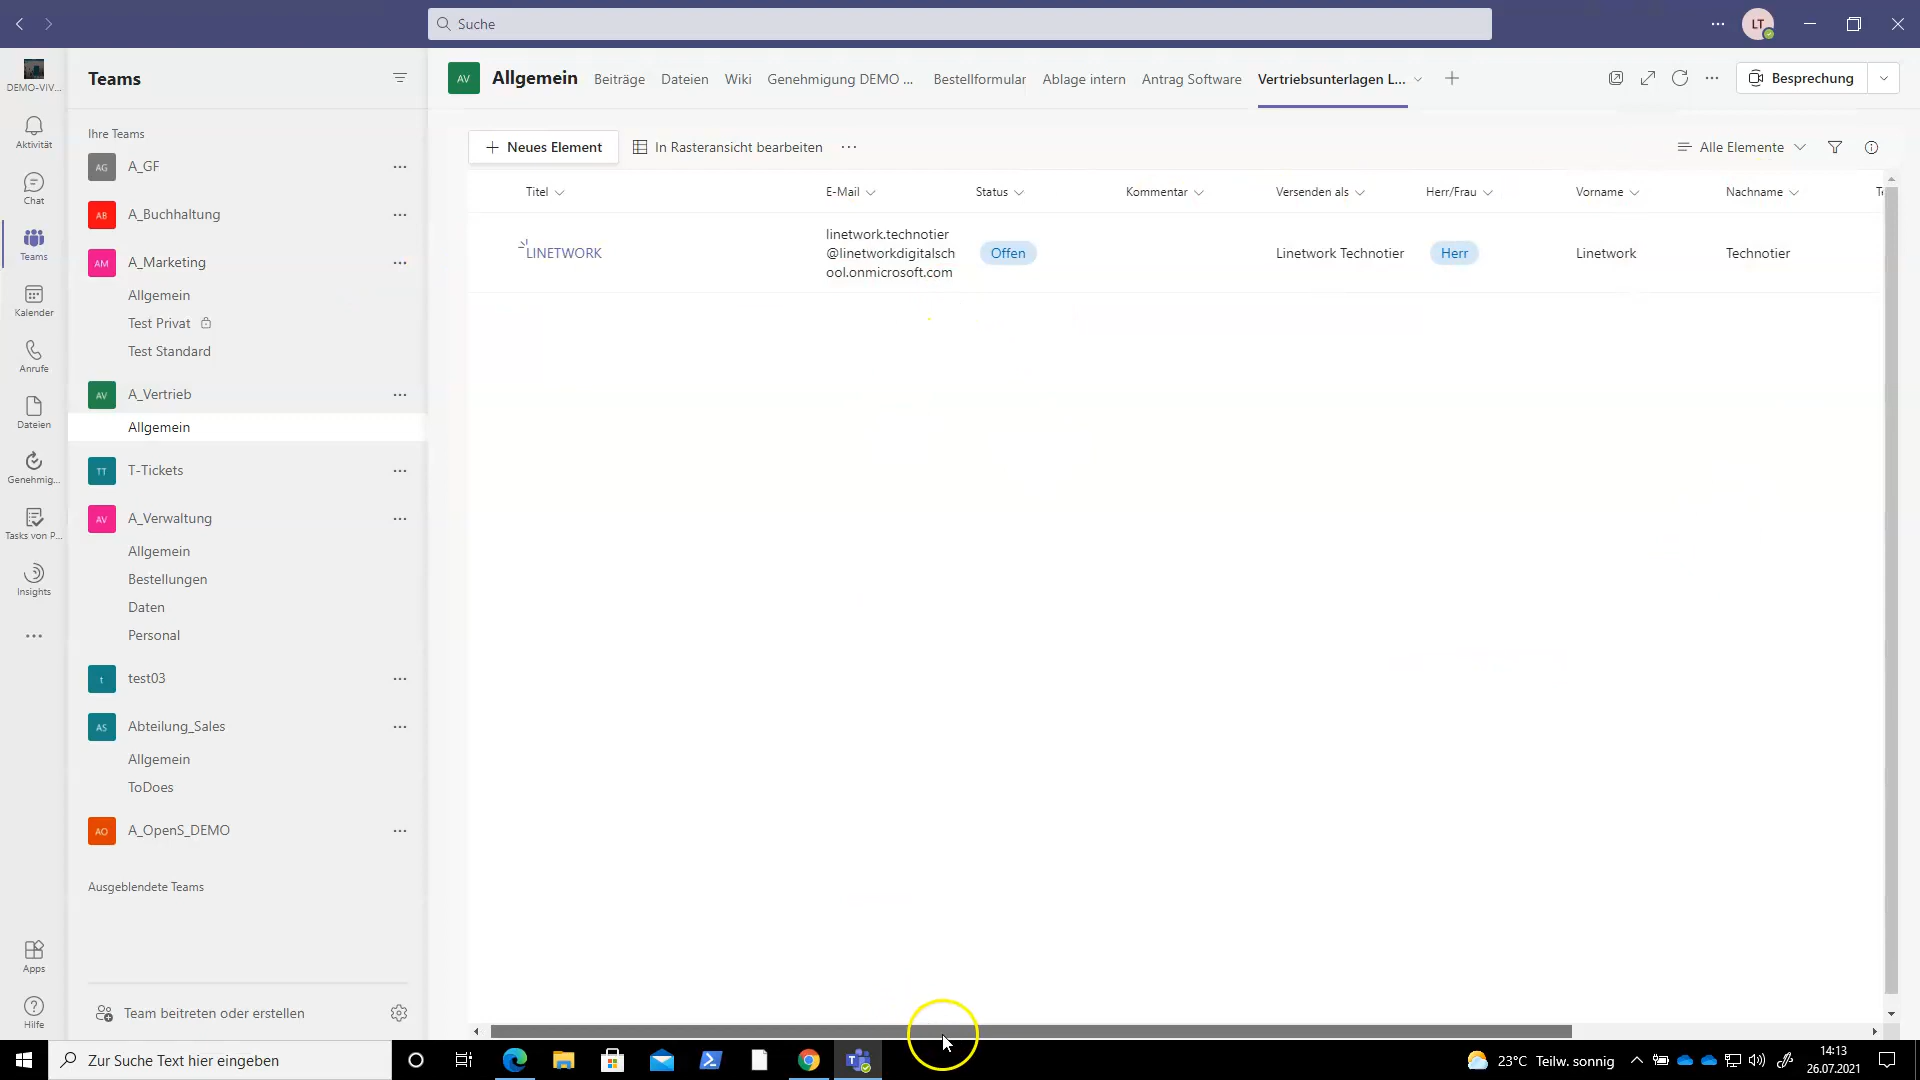 Suche
LT
DEMO-VIV...
Aktivität
Chat
Teams
Kalender
Anrufe
Dateien
Genehmig...
Tasks von P...
Insights
Apps
Hilfe
Teams
Ihre Teams
AG A_GF
AB A_Buchhaltung
AM A_Marketing
Allgemein
Test Privat
Test Standard
AV A_Vertrieb
Allgemein
TT T-Tickets
AV A_Verwaltung
Allgemein
Bestellungen
Daten
Personal
t test03
AS Abteilung_Sales
Allgemein
ToDoes
AO A_OpenS_DEMO
Ausgeblendete Teams
Team beitreten oder erstellen
AV Allgemein Beiträge Dateien Wiki Genehmigung DEMO ... Bestellformular Ablage intern Antrag Software Vertriebsunterlagen L... Besprechung
Neues Element In Rasteransicht bearbeiten Alle Elemente
Titel E-Mail Status Kommentar Versenden als Herr/Frau Vorname Nachname
LINETWORK
linetwork.technotier
@linetworkdigitalsch
ool.onmicrosoft.com
Offen Linetwork Technotier Herr Linetwork Technotier
Zur Suche Text hier eingeben
23°C Teilw. sonnig
14:13
26.07.2021